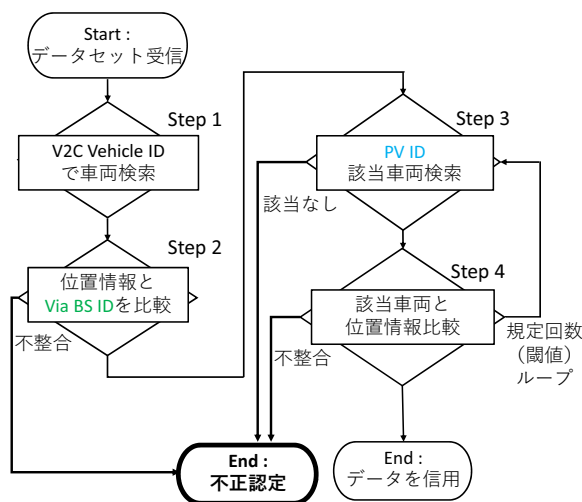 Start :
データセット受信
Step 1
V2C Vehicle ID
で車両検索
Step 2
位置情報と
Via BS IDを比較
不整合
Step 3
PV ID
該当車両検索
該当なし
Step 4
該当車両と
位置情報比較
不整合
規定回数
（閾値）
ループ
End :
不正認定
End :
データを信用